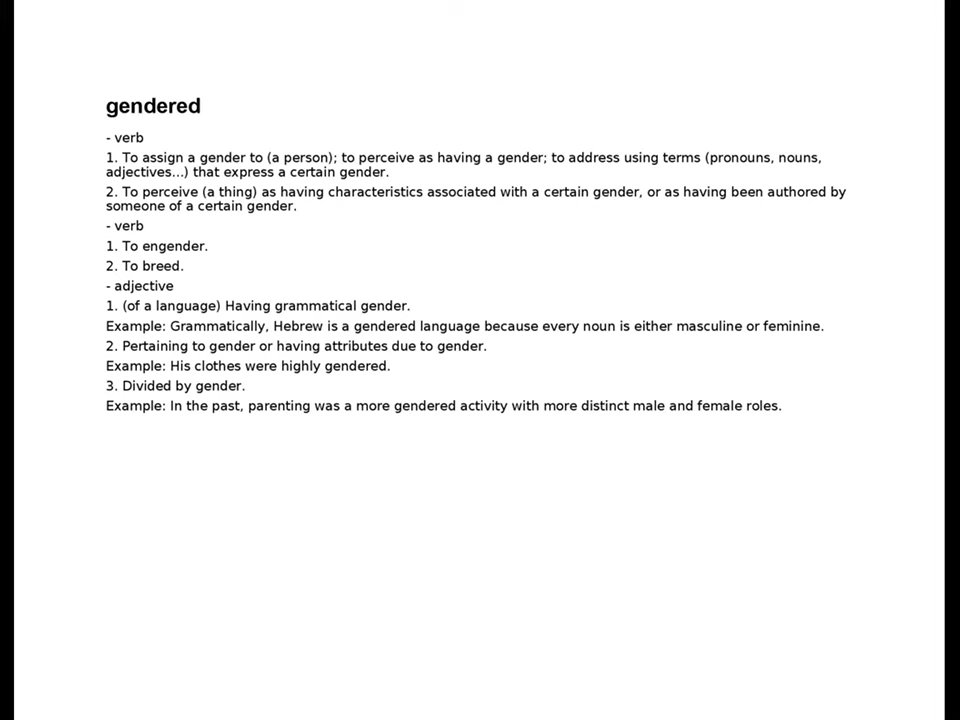 gendered
- verb
1. To assign a gender to (a person); to perceive as having a gender; to address using terms (pronouns, nouns,
adjectives...) that express a certain gender.
2. To perceive (a thing) as having characteristics associated with a certain gender, or as having been authored by
someone of a certain gender.
- verb
1. To engender.
2. To breed.
- adjective
1. (of a language) Having grammatical gender.
Example: Grammatically, Hebrew is a gendered language because every noun is either masculine or feminine.
2. Pertaining to gender or having attributes due to gender.
Example: His clothes were highly gendered.
3. Divided by gender.
Example: In the past, parenting was a more gendered activity with more distinct male and female roles.